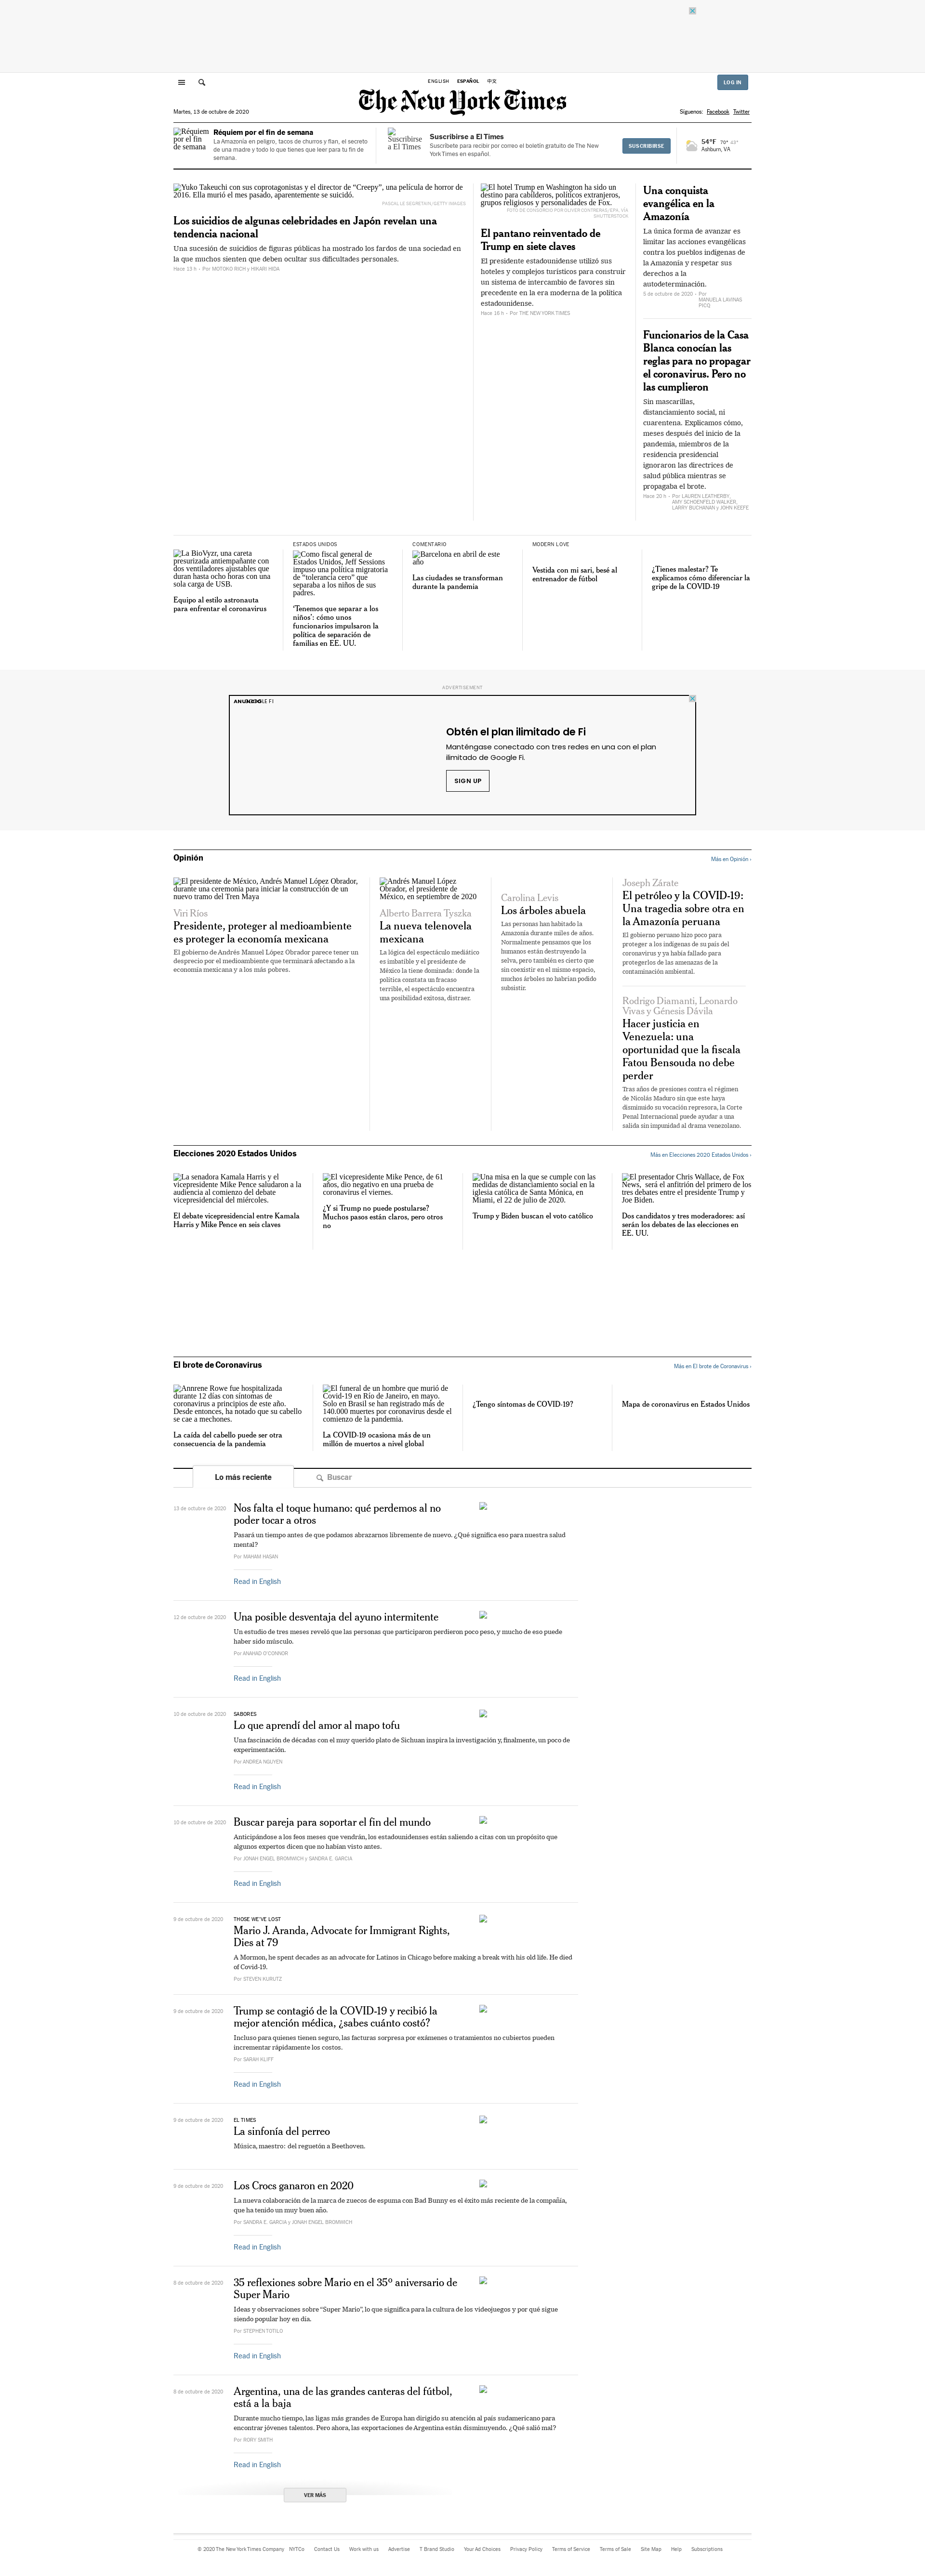 ENGLISH ESPAÑOL 中文
LOG IN
The New York Times
Martes, 13 de octubre de 2020
Síguenos: Facebook Twitter
Réquiem por el fin de semana
Réquiem por el fin de semana
La Amazonía en peligro, tacos de churros y flan, el secreto de una madre y todo lo que tienes que leer para tu fin de semana.
Suscribirse a El Times
Suscribirse a El Times
Suscríbete para recibir por correo el boletín gratuito de The New York Times en español.
SUSCRIBIRSE
54°F
Ashburn, VA
Yuko Takeuchi con sus coprotagonistas y el director de “Creepy”, una película de horror de 2016. Ella murió el mes pasado, aparentemente se suicidó.
PASCAL LE SEGRETAIN/GETTY IMAGES
Los suicidios de algunas celebridades en Japón revelan una tendencia nacional
Una sucesión de suicidios de figuras públicas ha mostrado los fardos de una sociedad en la que muchos sienten que deben ocultar sus dificultades personales.
Hace 13 h - Por MOTOKO RICH y HIKARI HIDA
El hotel Trump en Washington ha sido un destino para cabilderos, políticos extranjeros, grupos religiosos y personalidades de Fox.
FOTO DE CONSORCIO POR OLIVER CONTRERAS/EPA, VÍA SHUTTERSTOCK
El pantano reinventado de Trump en siete claves
El presidente estadounidense utilizó sus hoteles y complejos turísticos para construir un sistema de intercambio de favores sin precedente en la era moderna de la política estadounidense.
Hace 16 h - Por THE NEW YORK TIMES
Una conquista evangélica en la Amazonía
La única forma de avanzar es limitar las acciones evangélicas contra los pueblos indígenas de la Amazonía y respetar sus derechos a la autodeterminación.
5 de octubre de 2020 - Por MANUELA LAVINAS PICQ
Funcionarios de la Casa Blanca conocían las reglas para no propagar el coronavirus. Pero no las cumplieron
Sin mascarillas, distanciamiento social, ni cuarentena. Explicamos cómo, meses después del inicio de la pandemia, miembros de la residencia presidencial ignoraron las directrices de salud pública mientras se propagaba el brote.
Hace 20 h - Por LAUREN LEATHERBY, AMY SCHOENFELD WALKER, LARRY BUCHANAN y JOHN KEEFE
La BioVyzr, una careta presurizada antiempañante con dos ventiladores ajustables que duran hasta ocho horas con una sola carga de USB.
Equipo al estilo astronauta para enfrentar el coronavirus
ESTADOS UNIDOS
Como fiscal general de Estados Unidos, Jeff Sessions impuso una política migratoria de “tolerancia cero” que separaba a los niños de sus padres.
‘Tenemos que separar a los niños’: cómo unos funcionarios impulsaron la política de separación de familias en EE. UU.
COMENTARIO
Barcelona en abril de este año
Las ciudades se transforman durante la pandemia
MODERN LOVE
Vestida con mi sari, besé al entrenador de fútbol
¿Tienes malestar? Te explicamos cómo diferenciar la gripe de la COVID-19
ADVERTISEMENT
ANUNCIO
Obtén el plan ilimitado de Fi
Manténgase conectado con tres redes en una con el plan ilimitado de Google Fi.
SIGN UP
Opinión
Más en Opinión ›
El presidente de México, Andrés Manuel López Obrador, durante una ceremonia para iniciar la construcción de un nuevo tramo del Tren Maya
Viri Ríos
Presidente, proteger al medioambiente es proteger la economía mexicana
El gobierno de Andrés Manuel López Obrador parece tener un desprecio por el medioambiente que terminará afectando a la economía mexicana y a los más pobres.
Andrés Manuel López Obrador, el presidente de México, en septiembre de 2020
Alberto Barrera Tyszka
La nueva telenovela mexicana
La lógica del espectáculo mediático es imbatible y el presidente de México la tiene dominada: donde la política constata un fracaso terrible, el espectáculo encuentra una posibilidad exitosa, distraer.
Carolina Levis
Los árboles abuela
Las personas han habitado la Amazonía durante miles de años. Normalmente pensamos que los humanos están destruyendo la selva, pero también es cierto que sin coexistir en el mismo espacio, muchos árboles no habrían podido subsistir.
Joseph Zárate
El petróleo y la COVID-19: Una tragedia sobre otra en la Amazonía peruana
El gobierno peruano hizo poco para proteger a los indígenas de su país del coronavirus y ya había fallado para protegerlos de las amenazas de la contaminación ambiental.
Rodrigo Diamanti, Leonardo Vivas y Génesis Dávila
Hacer justicia en Venezuela: una oportunidad que la fiscala Fatou Bensouda no debe perder
Tras años de presiones contra el régimen de Nicolás Maduro sin que este haya disminuido su vocación represora, la Corte Penal Internacional puede ayudar a una salida sin impunidad al drama venezolano.
Elecciones 2020 Estados Unidos
Más en Elecciones 2020 Estados Unidos ›
La senadora Kamala Harris y el vicepresidente Mike Pence saludaron a la audiencia al comienzo del debate vicepresidencial del miércoles.
El debate vicepresidencial entre Kamala Harris y Mike Pence en seis claves
El vicepresidente Mike Pence, de 61 años, dio negativo en una prueba de coronavirus el viernes.
¿Y si Trump no puede postularse? Muchos pasos están claros, pero otros no
Una misa en la que se cumple con las medidas de distanciamiento social en la iglesia católica de Santa Mónica, en Miami, el 22 de julio de 2020.
Trump y Biden buscan el voto católico
El presentador Chris Wallace, de Fox News, será el anfitrión del primero de los tres debates entre el presidente Trump y Joe Biden.
Dos candidatos y tres moderadores: así serán los debates de las elecciones en EE. UU.
El brote de Coronavirus
Más en El brote de Coronavirus ›
Annrene Rowe fue hospitalizada durante 12 días con síntomas de coronavirus a principios de este año. Desde entonces, ha notado que su cabello se cae a mechones.
La caída del cabello puede ser otra consecuencia de la pandemia
El funeral de un hombre que murió de Covid-19 en Río de Janeiro, en mayo. Solo en Brasil se han registrado más de 140.000 muertes por coronavirus desde el comienzo de la pandemia.
La COVID-19 ocasiona más de un millón de muertos a nivel global
¿Tengo síntomas de COVID-19?
Mapa de coronavirus en Estados Unidos
Lo más reciente
Buscar
13 de octubre de 2020
Nos falta el toque humano: qué perdemos al no poder tocar a otros
Pasará un tiempo antes de que podamos abrazarnos libremente de nuevo. ¿Qué significa eso para nuestra salud mental?
Por MAHAM HASAN
Read in English
12 de octubre de 2020
Una posible desventaja del ayuno intermitente
Un estudio de tres meses reveló que las personas que participaron perdieron poco peso, y mucho de eso puede haber sido músculo.
Por ANAHAD O'CONNOR
Read in English
10 de octubre de 2020
SABORES
Lo que aprendí del amor al mapo tofu
Una fascinación de décadas con el muy querido plato de Sichuan inspira la investigación y, finalmente, un poco de experimentación.
Por ANDREA NGUYEN
Read in English
10 de octubre de 2020
Buscar pareja para soportar el fin del mundo
Anticipándose a los feos meses que vendrán, los estadounidenses están saliendo a citas con un propósito que algunos expertos dicen que no habían visto antes.
Por JONAH ENGEL BROMWICH y SANDRA E. GARCIA
Read in English
9 de octubre de 2020
THOSE WE'VE LOST
Mario J. Aranda, Advocate for Immigrant Rights, Dies at 79
A Mormon, he spent decades as an advocate for Latinos in Chicago before making a break with his old life. He died of Covid-19.
Por STEVEN KURUTZ
9 de octubre de 2020
Trump se contagió de la COVID-19 y recibió la mejor atención médica, ¿sabes cuánto costó?
Incluso para quienes tienen seguro, las facturas sorpresa por exámenes o tratamientos no cubiertos pueden incrementar rápidamente los costos.
Por SARAH KLIFF
Read in English
9 de octubre de 2020
EL TIMES
La sinfonía del perreo
Música, maestro: del reguetón a Beethoven.
8 de octubre de 2020
Los Crocs ganaron en 2020
La nueva colaboración de la marca de zuecos de espuma con Bad Bunny es el éxito más reciente de la compañía, que ha tenido un muy buen año.
Por SANDRA E. GARCIA y JONAH ENGEL BROMWICH
Read in English
8 de octubre de 2020
35 reflexiones sobre Mario en el 35º aniversario de Super Mario
Ideas y observaciones sobre “Super Mario”, lo que significa para la cultura de los videojuegos y por qué sigue siendo popular hoy en día.
Por STEPHEN TOTILO
Read in English
8 de octubre de 2020
Argentina, una de las grandes canteras del fútbol, está a la baja
Durante mucho tiempo, las ligas más grandes de Europa han dirigido su atención al país sudamericano para encontrar jóvenes talentos. Pero ahora, las exportaciones de Argentina están disminuyendo. ¿Qué salió mal?
Por RORY SMITH
Read in English
VER MÁS
© 2020 The New York Times Company NYTCo Contact Us Work with us Advertise T Brand Studio Your Ad Choices Privacy Policy Terms of Service Terms of Sale Site Map Help Subscriptions